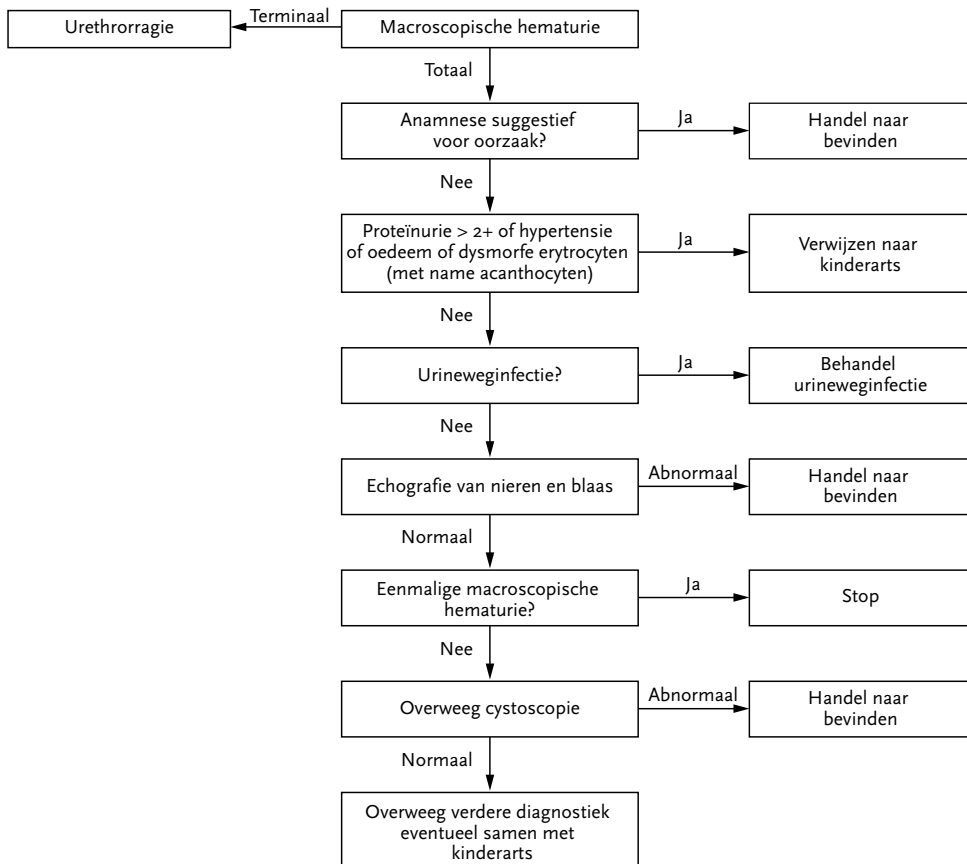 Urethrorragie
Terminaal
Macroscopische hematurie
Totaal
Anamnese suggestief
voor oorzaak?
Ja
Handel naar
bevinden
Nee
Proteïnurie > 2+ of hypertensie
of oedeem of dysmorfe erytrocyten
(met name acanthocyten)
Ja
Verwijzen naar
kinderarts
Nee
Urineweginfectie?
Ja
Behandel
urineweginfectie
Nee
Echografie van nieren en blaas
Abnormaal
Handel naar
bevinden
Normaal
Eenmalige macroscopische
hematurie?
Ja
Stop
Nee
Overweeg cystoscopie
Abnormaal
Handel naar
bevinden
Normaal
Overweeg verdere diagnostiek
eventueel samen met
kinderarts